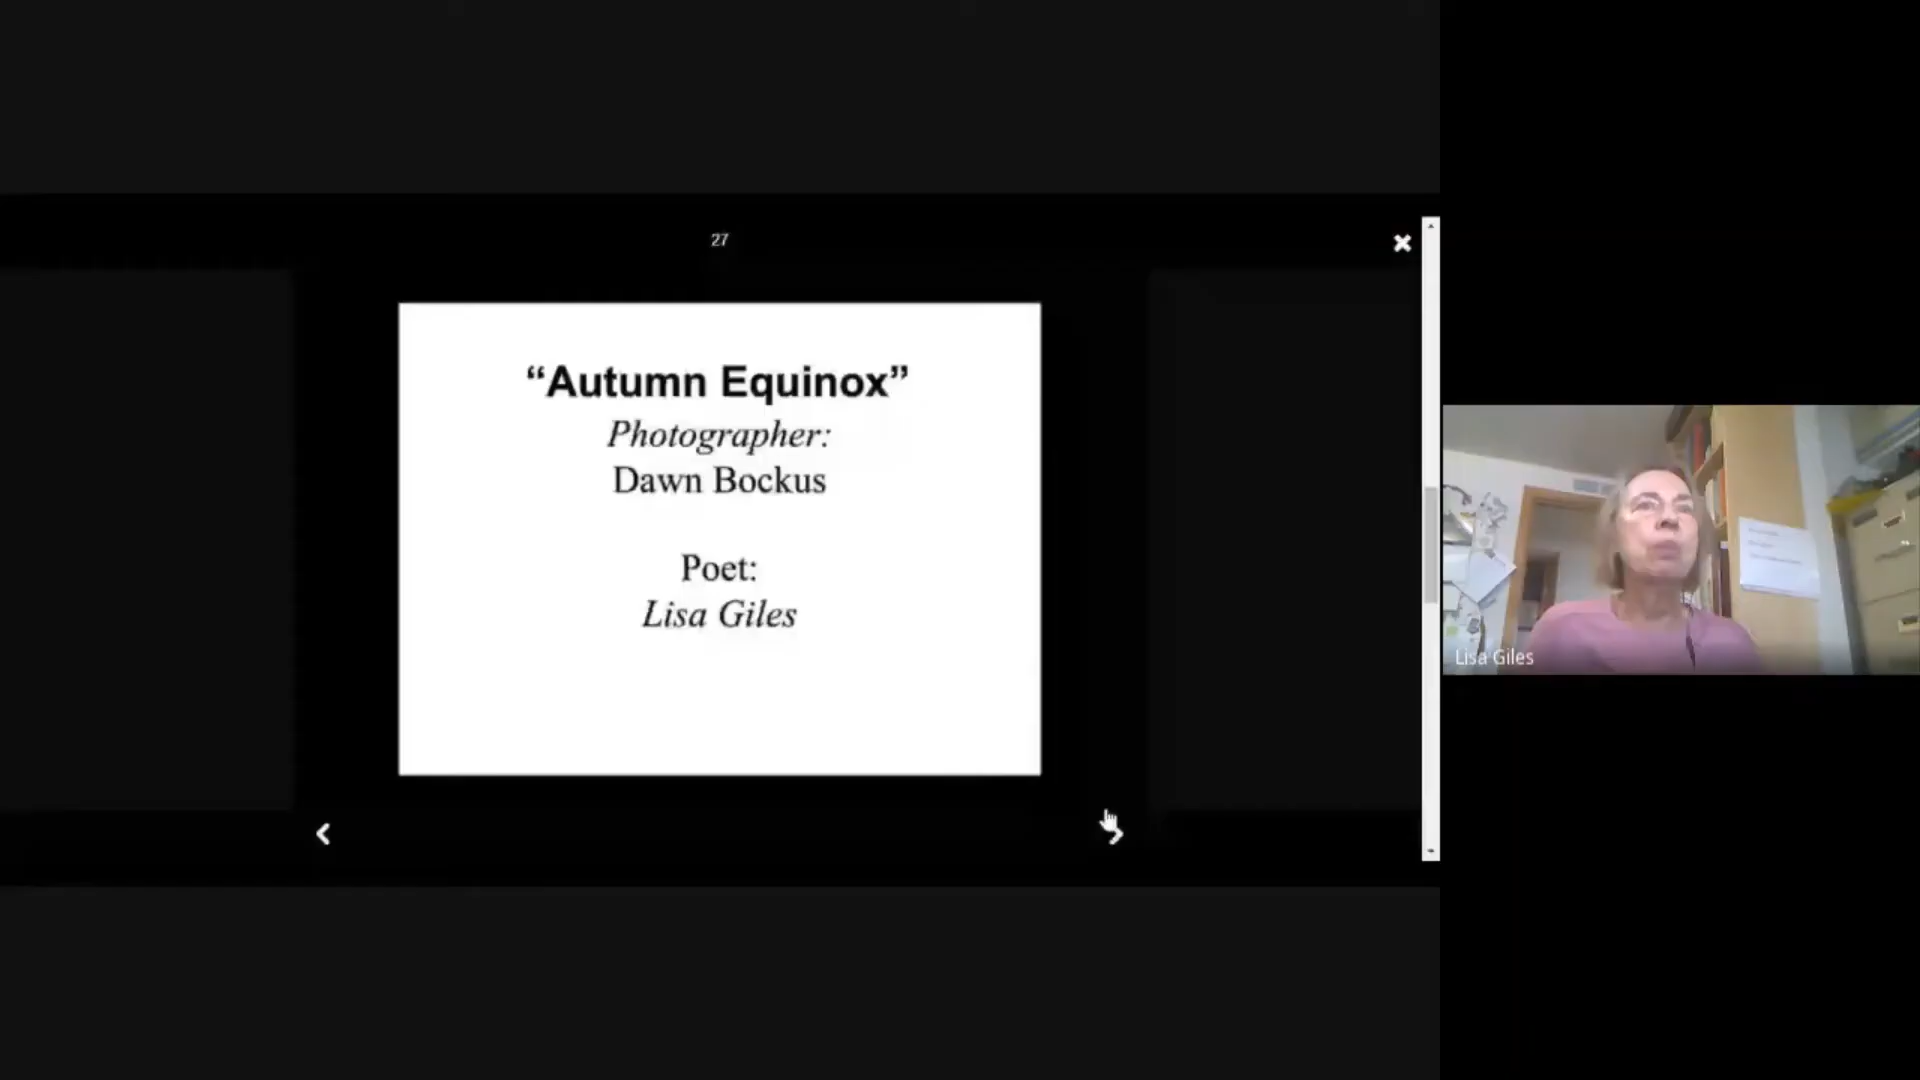 27
“Autumn Equinox”
Photographer:
Dawn Bockus
Poet:
Lisa Giles
Lisa Giles